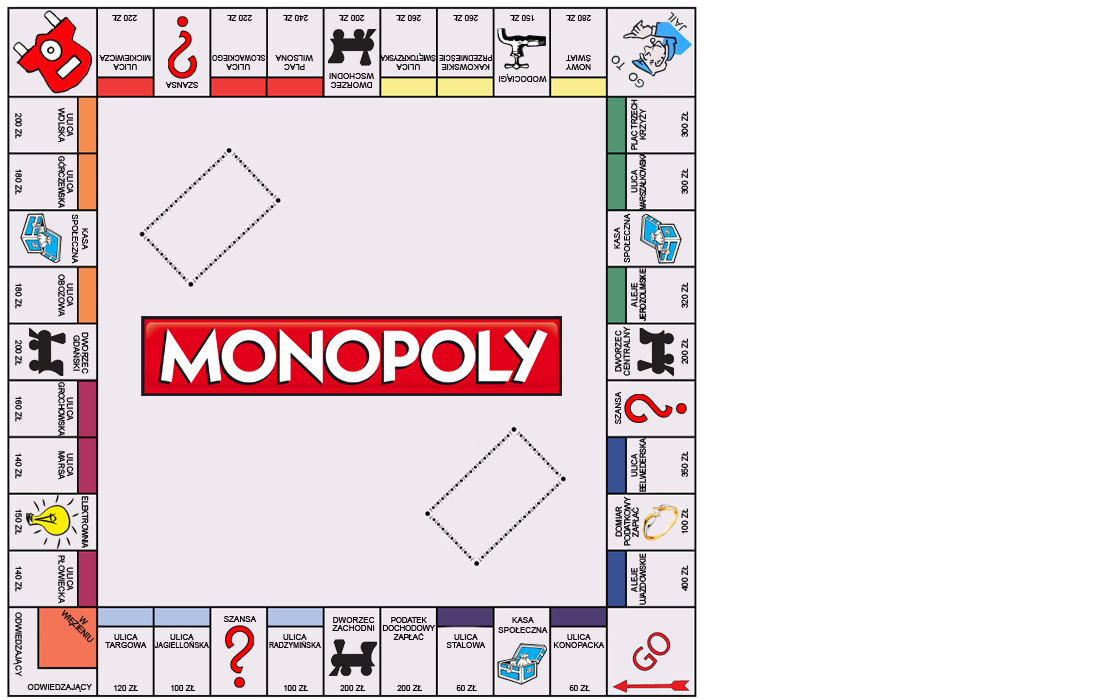 220 ZŁ
ULICA
MICKIEWICZA
SZANSA
220 ZŁ
ULICA
SŁOWACKIEGO
240 ZŁ
PLAC
WILSONA
200 ZŁ
DWORZEC
WSCHODNI
260 ZŁ
ULICA
ŚWIĘTOKRZYSKA
260 ZŁ
KRAKOWSKIE
PRZEDMIEŚCIE
150 ZŁ
WODOCIĄGI
280 ZŁ
NOWY
ŚWIAT
GO TO
JAIL
ULICA
WOLSKA
200 ZŁ
ULICA
GÓRCZEWSKA
180 ZŁ
KASA
SPOŁECZNA
ULICA
OBOZOWA
180 ZŁ
DWORZEC
GDAŃSKI
200 ZŁ
ULICA
GROCHOWSKA
160 ZŁ
ULICA
MARSA
140 ZŁ
ELEKTROWNIA
150 ZŁ
ULICA
PŁOWIECKA
140 ZŁ
MONOPOLY
PLAC TRZECH
KRZYŻY
300 ZŁ
ULICA
MARSZAŁKOWSKA
300 ZŁ
KASA
SPOŁECZNA
ALEJE
JEROZOLIMSKIE
320 ZŁ
DWORZEC
CENTRALNY
200 ZŁ
SZANSA
ULICA
BELWEDERSKA
350 ZŁ
DOMIAR
PODATKOWY
ZAPŁAĆ
100 ZŁ
ALEJE
UJAZDOWSKIE
400 ZŁ
W
WIĘZIENIU
ODWIEDZAJĄCY
ODWIEDZAJĄCY
ULICA
TARGOWA
120 ZŁ
ULICA
JAGIELLOŃSKA
100 ZŁ
SZANSA
ULICA
RADZYMIŃSKA
100 ZŁ
DWORZEC
ZACHODNI
200 ZŁ
PODATEK
DOCHODOWY
ZAPŁAĆ
200 ZŁ
ULICA
STALOWA
60 ZŁ
KASA
SPOŁECZNA
ULICA
KONOPACKA
60 ZŁ
GO